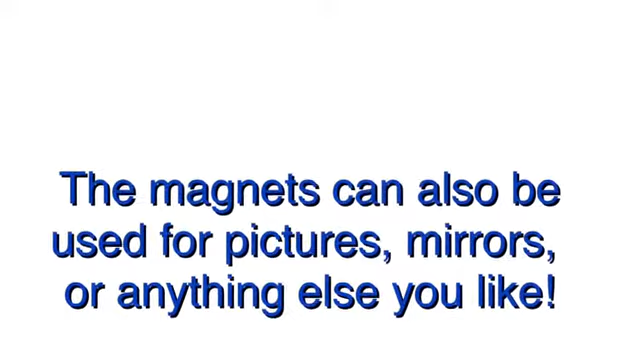 The magnets can also be
used for pictures, mirrors,
or anything else you like!